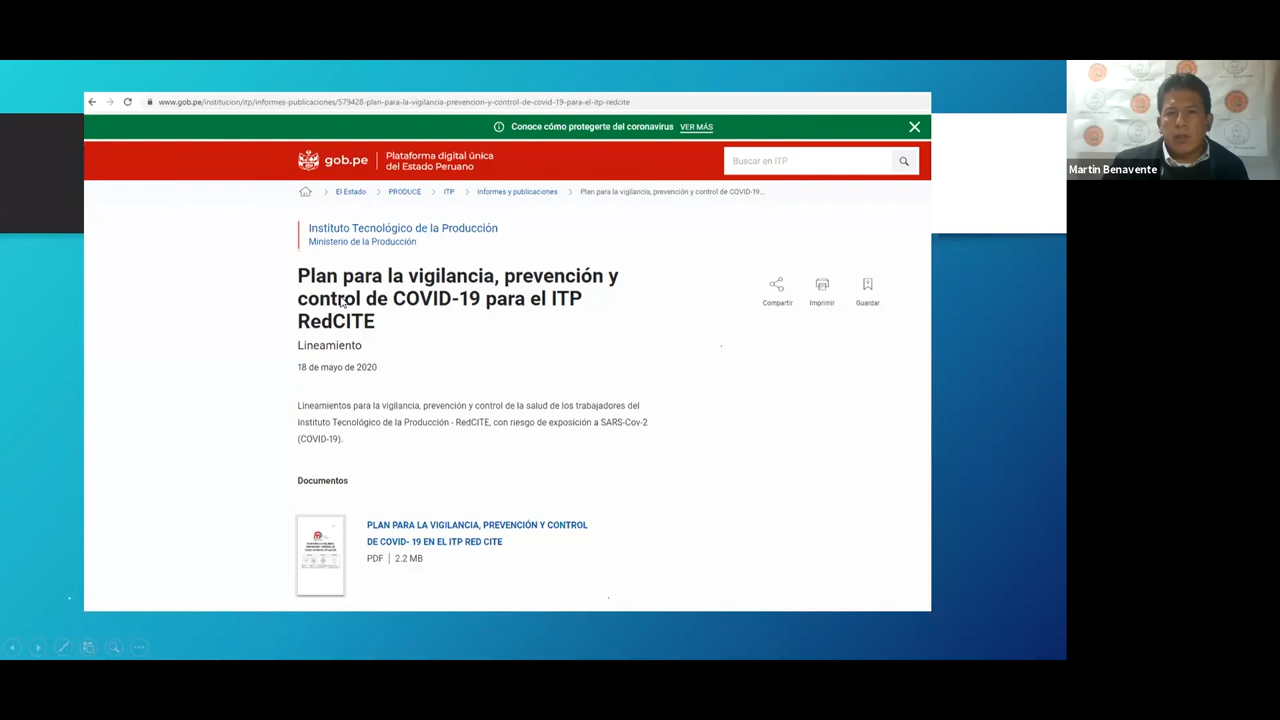 www.gob.pe/institucion/itp/informes-publicaciones/579428-plan-para-la-vigilancia-prevencion-y-control-de-covid-19-para-el-itp-redcite
Conoce cómo protegerte del coronavirus VER MÁS
gob.pe
Plataforma digital única
del Estado Peruano
Buscar en ITP
El Estado > PRODUCE > ITP > Informes y publicaciones > Plan para la vigilancia, prevención y control de COVID-19...
Instituto Tecnológico de la Producción
Ministerio de la Producción
Plan para la vigilancia, prevención y
control de COVID-19 para el ITP
RedCITE
Compartir
Imprimir
Guardar
Lineamiento
18 de mayo de 2020
Lineamientos para la vigilancia, prevención y control de la salud de los trabajadores del
Instituto Tecnológico de la Producción - RedCITE, con riesgo de exposición a SARS-Cov-2
(COVID-19).
Documentos
PLAN PARA LA VIGILANCIA, PREVENCIÓN Y CONTROL
DE COVID- 19 EN EL ITP RED CITE
PDF | 2.2 MB
Martín Benavente